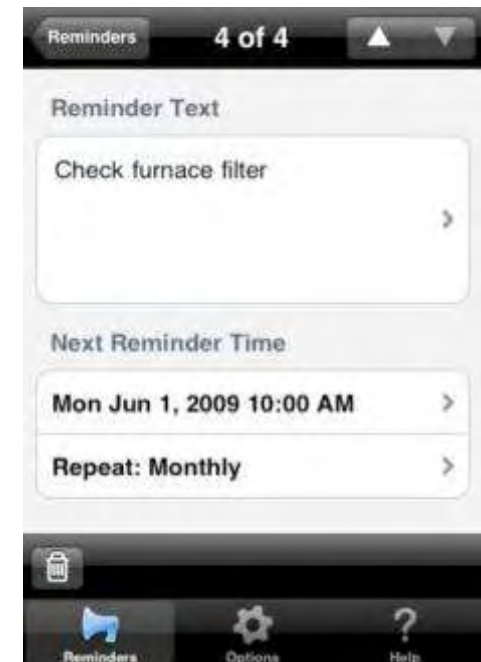 Reminders 4 of 4
Reminder Text
Check furnace filter
Next Reminder Time
Mon Jun 1, 2009 10:00 AM
Repeat: Monthly
Reminders Options Help